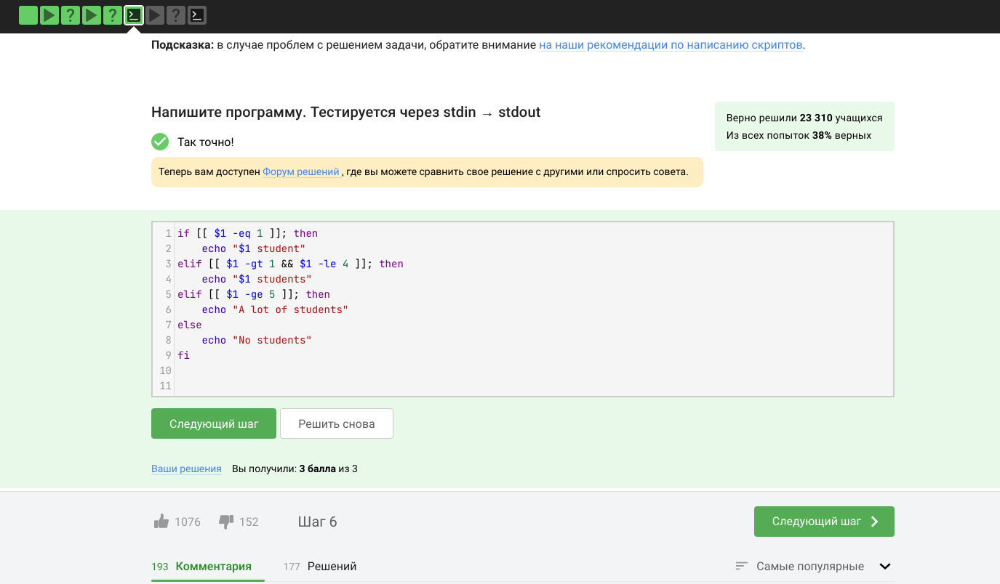 Подсказка: в случае проблем с решением задачи, обратите внимание на наши рекомендации по написанию скриптов.
Напишите программу. Тестируется через stdin → stdout
Верно решили 23 310 учащихся
Из всех попыток 38% верных
Так точно!
Теперь вам доступен Форум решений , где вы можете сравнить свое решение с другими или спросить совета.
1 if [[ $1 -eq 1 ]]; then
2     echo "$1 student"
3 elif [[ $1 -gt 1 && $1 -le 4 ]]; then
4     echo "$1 students"
5 elif [[ $1 -ge 5 ]]; then
6     echo "A lot of students"
7 else
8     echo "No students"
9 fi
10
11
Следующий шаг Решить снова
Ваши решения Вы получили: 3 балла из 3
1076 152 Шаг 6 Следующий шаг
193 Комментария 177 Решений Самые популярные